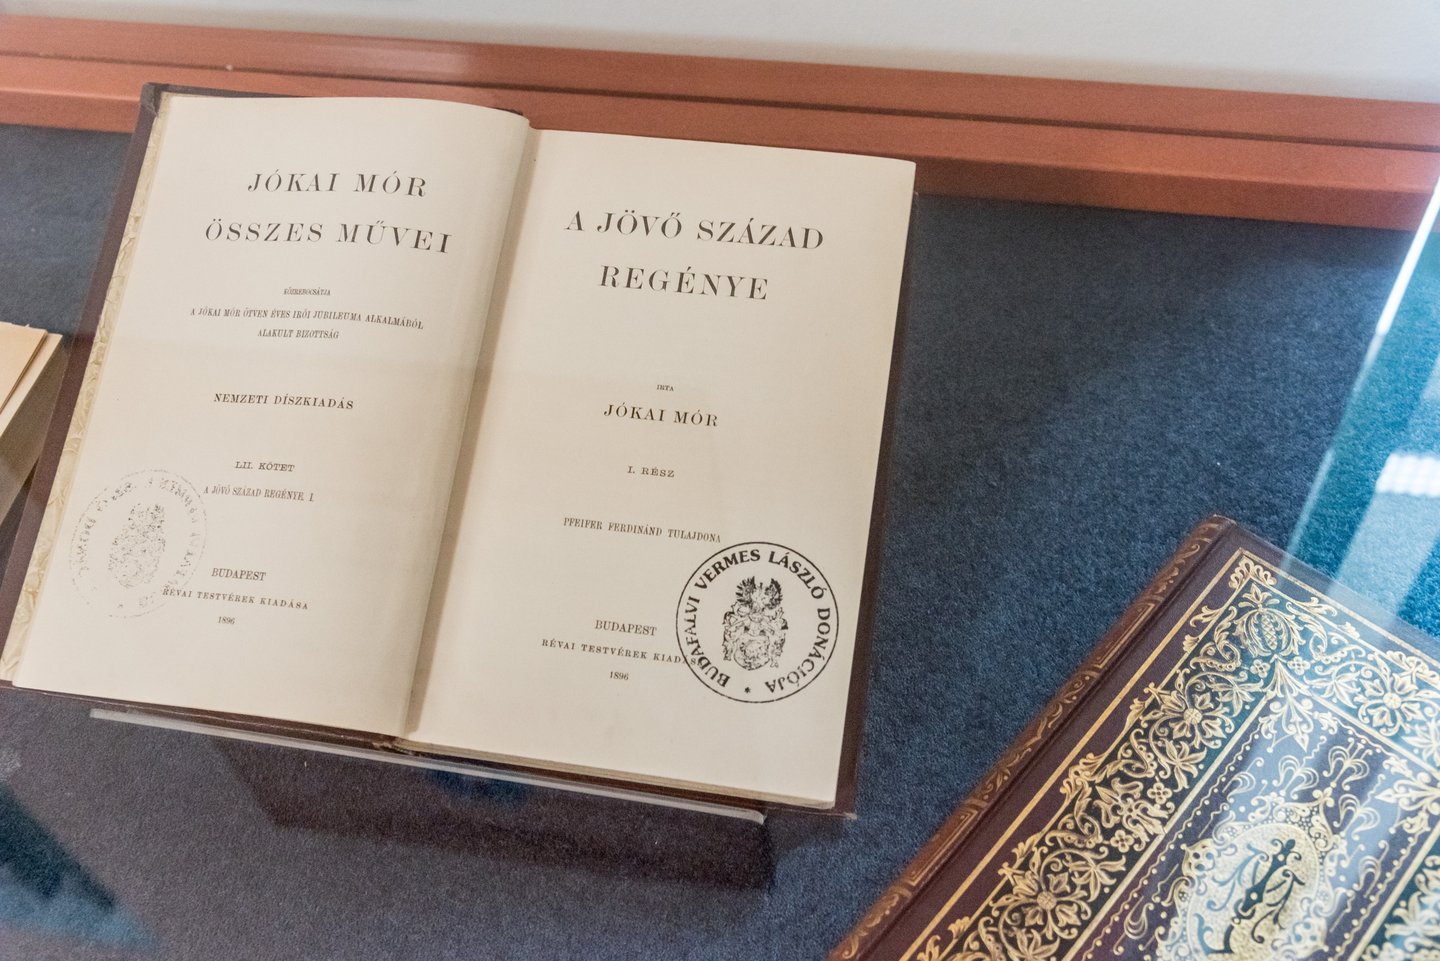 JÓKAI MÓR
ÖSSZES MŰVEI
KÖZREBOCSÁTJA
A JÓKAI MÓR ÖTVEN ÉVES IRÓI JUBILEUMA ALKALMÁBÓL
ALAKULT BIZOTTSÁG
NEMZETI DÍSZKIADÁS
LII. KÖTET
A JÖVŐ SZÁZAD REGÉNYE. I.
BUDAPEST
RÉVAI TESTVÉREK KIADÁSA
1896
A JÖVŐ SZÁZAD
REGÉNYE
IRTA
JÓKAI MÓR
I. RÉSZ
PFEIFER FERDINÁND TULAJDONA
BUDAPEST
RÉVAI TESTVÉREK KIADÁSA
1896
BUDAFALVI VERMES LÁSZLÓ DONÁCIÓJA *